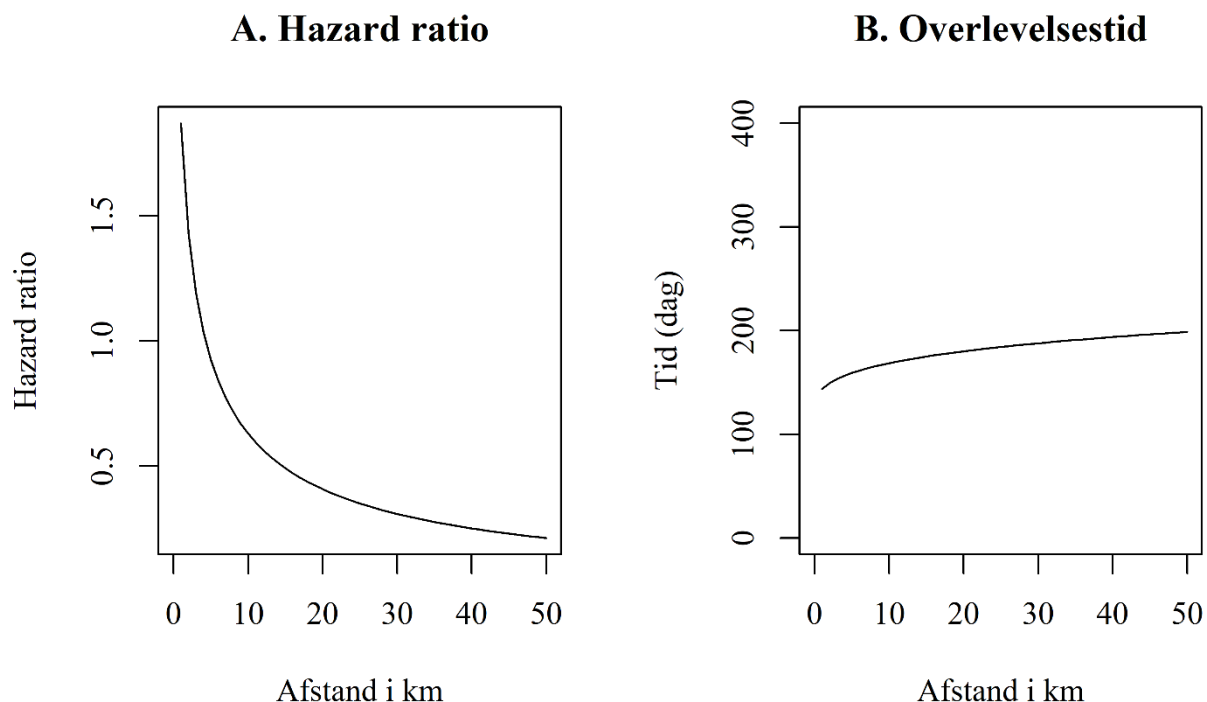 A. Hazard ratio
Hazard ratio
1.5
1.0
0.5
0 10 20 30 40 50
Afstand i km
B. Overlevelsestid
Tid (dag)
400
300
200
100
0
0 10 20 30 40 50
Afstand i km